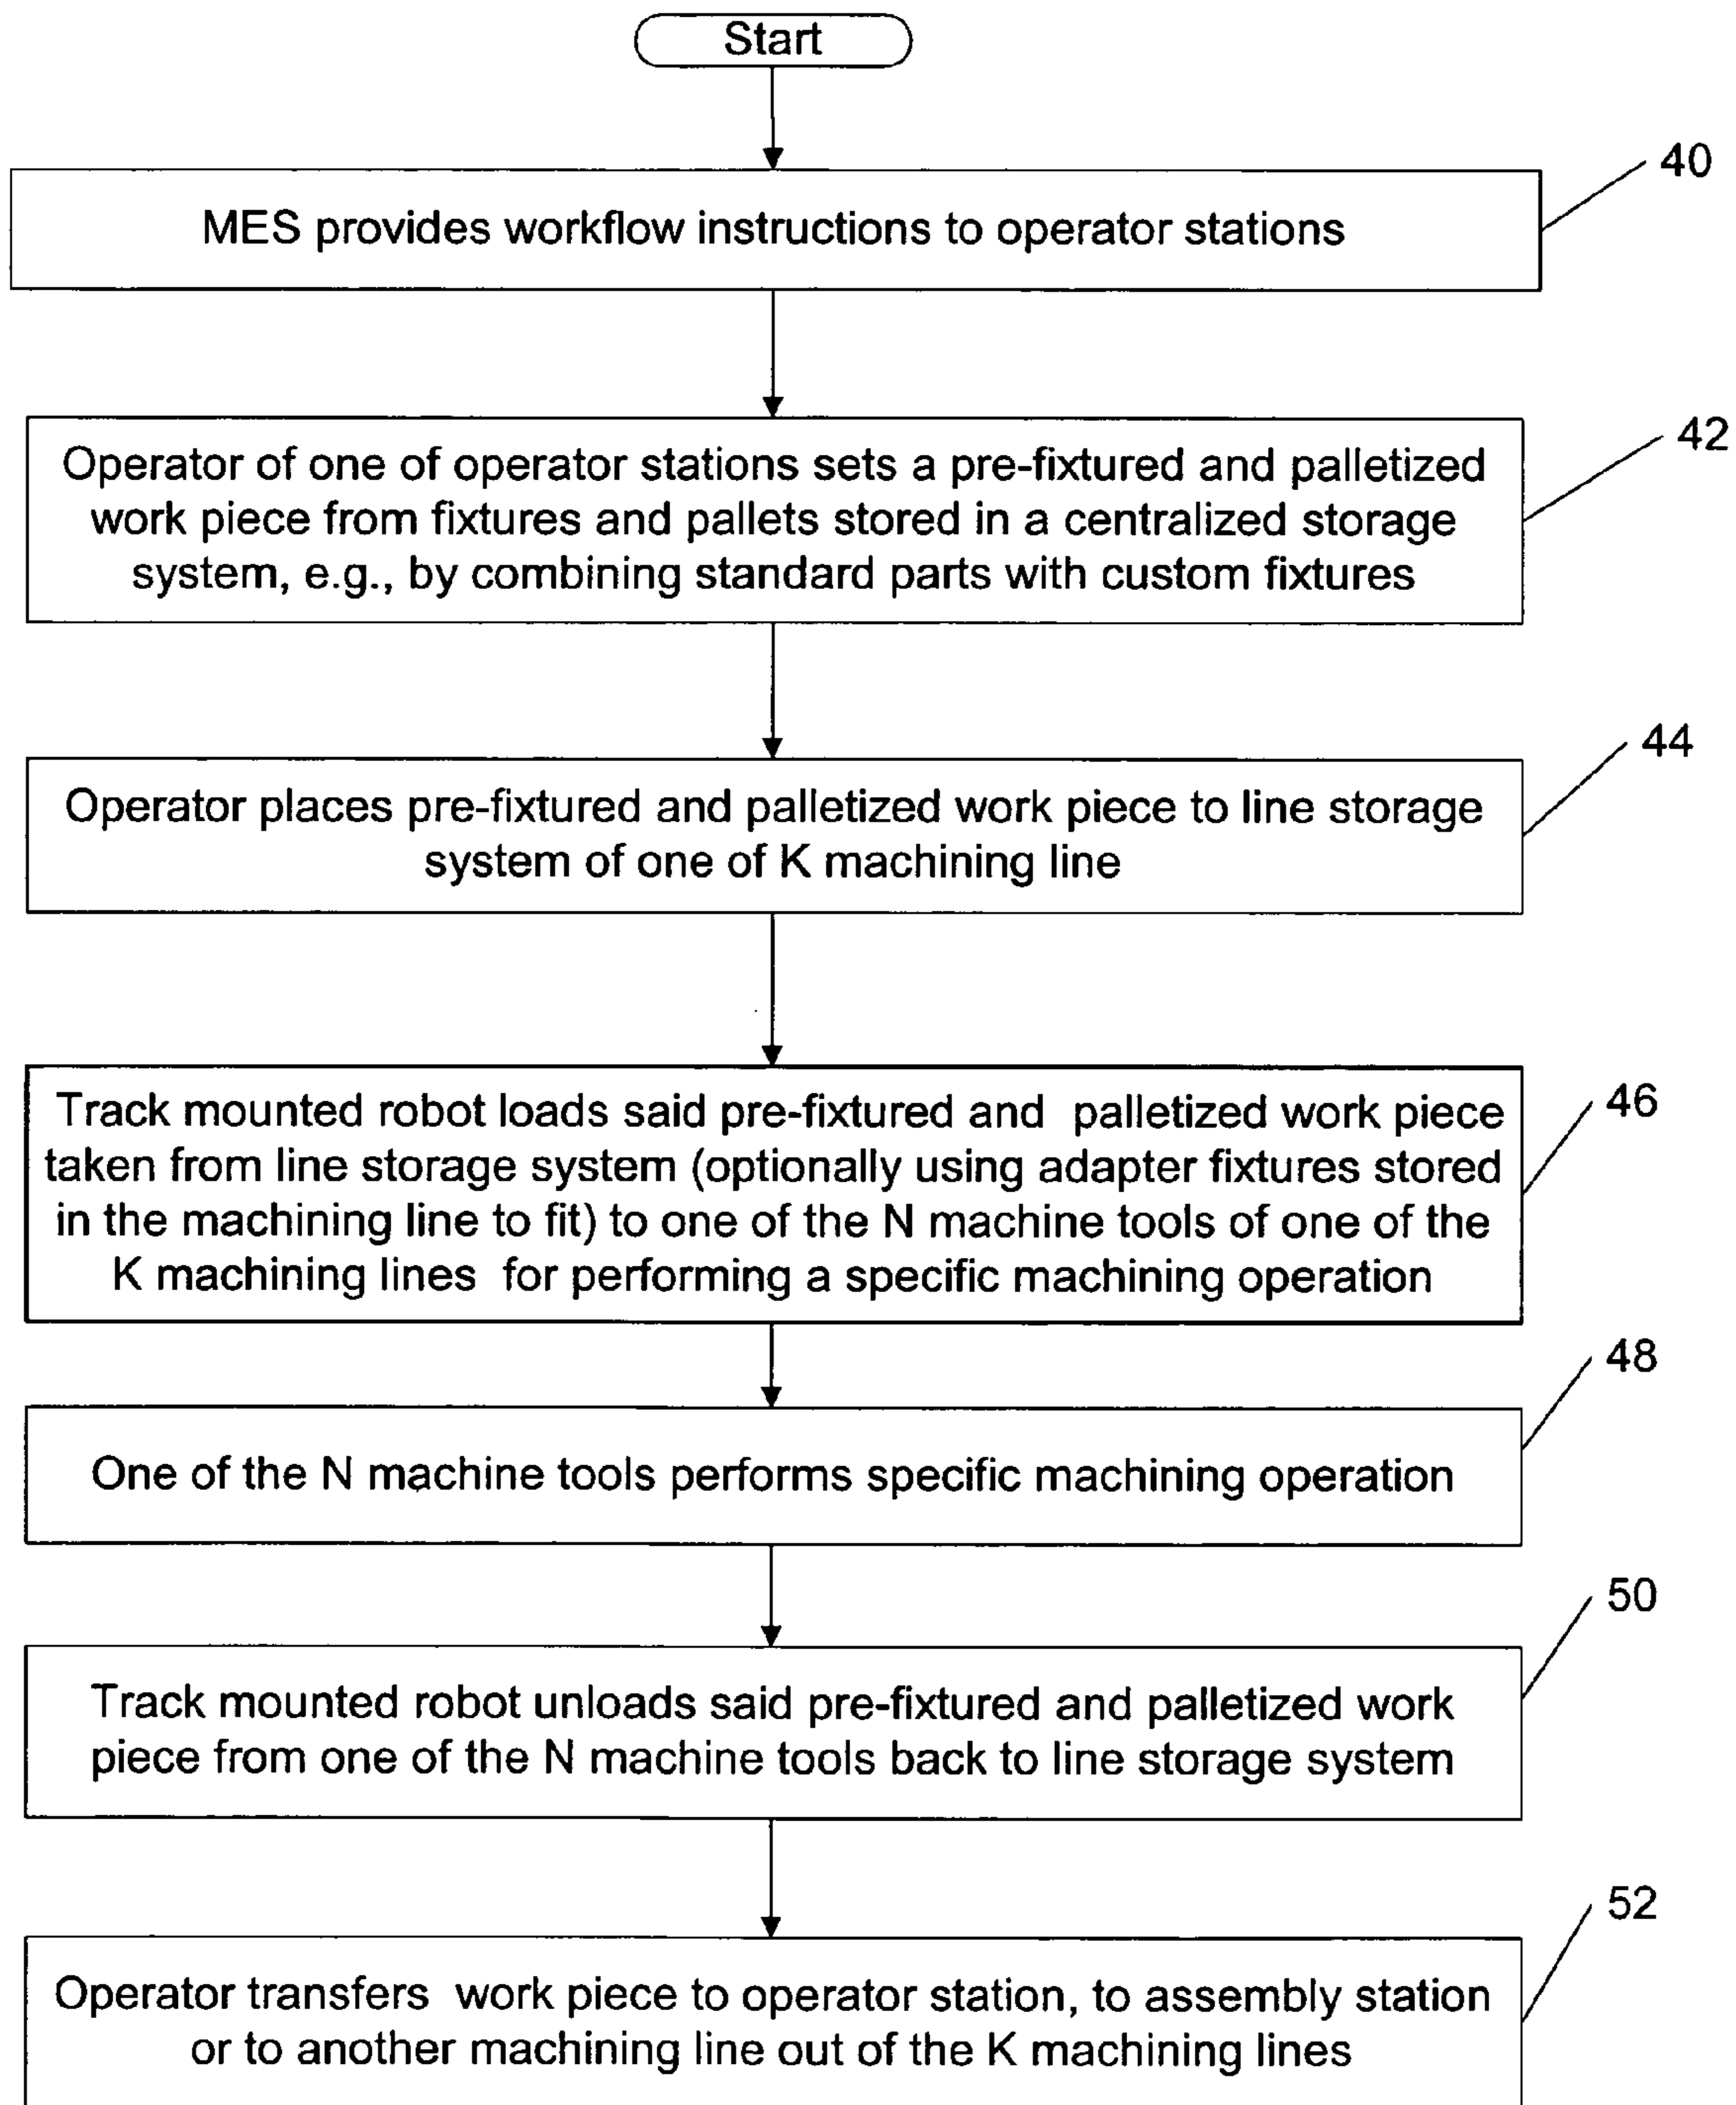 Start
40
MES provides workflow instructions to operator stations
42
Operator of one of operator stations sets a pre-fixtured and palletized
work piece from fixtures and pallets stored in a centralized storage
system, e.g., by combining standard parts with custom fixtures
44
Operator places pre-fixtured and palletized work piece to line storage
system of one of K machining line
46
Track mounted robot loads said pre-fixtured and palletized work piece
taken from line storage system (optionally using adapter fixtures stored
in the machining line to fit) to one of the N machine tools of one of the
K machining lines for performing a specific machining operation
48
One of the N machine tools performs specific machining operation
50
Track mounted robot unloads said pre-fixtured and palletized work
piece from one of the N machine tools back to line storage system
52
Operator transfers work piece to operator station, to assembly station
or to another machining line out of the K machining lines